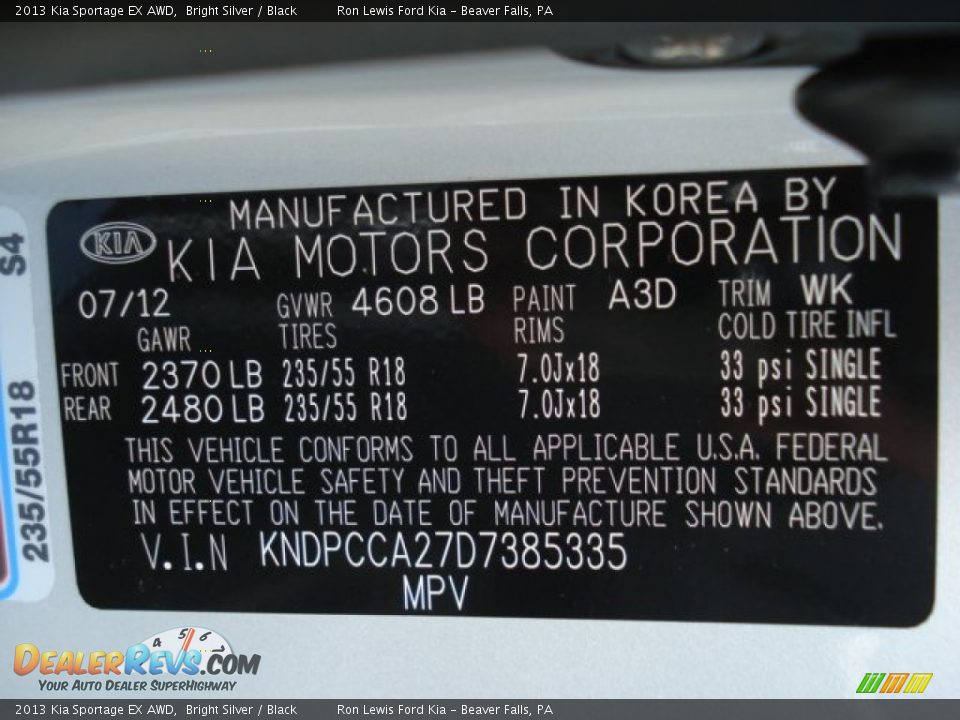 2013 Kia Sportage EX AWD, Bright Silver / Black Ron Lewis Ford Kia - Beaver Falls, PA
MANUFACTURED IN KOREA BY
KIA KIA MOTORS CORPORATION
07/12 GVWR 4608 LB PAINT A3D TRIM WK
GAWR TIRES RIMS COLD TIRE INFL
FRONT 2370 LB 235/55 R18 7.0Jx18 33 psi SINGLE
REAR 2480 LB 235/55 R18 7.0Jx18 33 psi SINGLE
THIS VEHICLE CONFORMS TO ALL APPLICABLE U.S.A. FEDERAL
MOTOR VEHICLE SAFETY AND THEFT PREVENTION STANDARDS
IN EFFECT ON THE DATE OF MANUFACTURE SHOWN ABOVE.
V.I.N KNDPCCA27D7385335
MPV
235/55R18 S4
4 5 6 7
DEALERREVS.COM
YOUR AUTO DEALER SUPERHIGHWAY
2013 Kia Sportage EX AWD, Bright Silver / Black Ron Lewis Ford Kia - Beaver Falls, PA